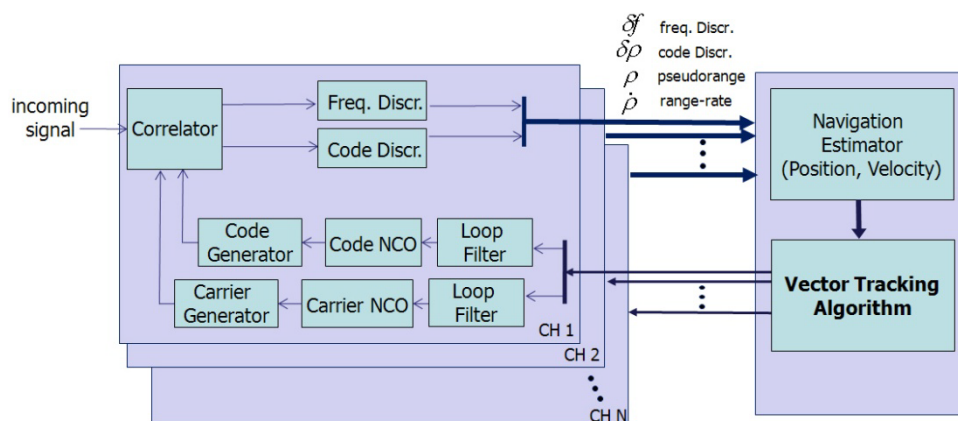 δf freq. Discr.
δρ code Discr.
ρ pseudorange
ρ̇ range-rate
incoming
signal
Correlator
Freq. Discr.
Code Discr.
Navigation
Estimator
(Position, Velocity)
Code
Generator
Code NCO
Loop
Filter
Carrier
Generator
Carrier NCO
Loop
Filter
Vector Tracking
Algorithm
CH 1
CH 2
CH N